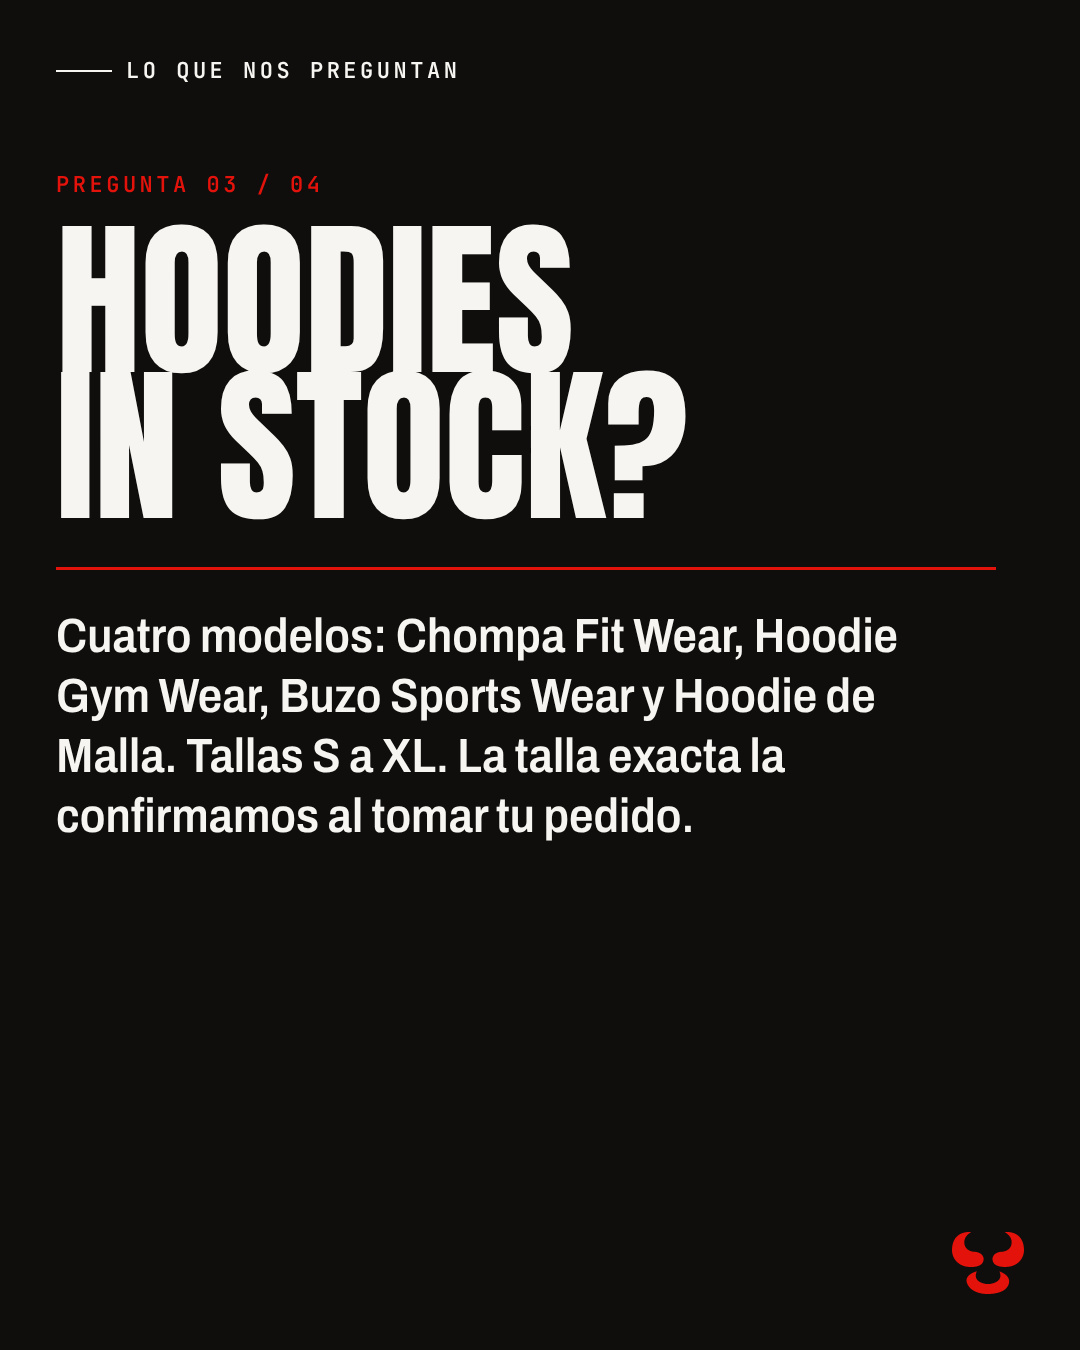 LO QUE NOS PREGUNTAN
PREGUNTA 03 / 04
HOODIES
IN STOCK?
Cuatro modelos: Chompa Fit Wear, Hoodie
Gym Wear, Buzo Sports Wear y Hoodie de
Malla. Tallas S a XL. La talla exacta la
confirmamos al tomar tu pedido.